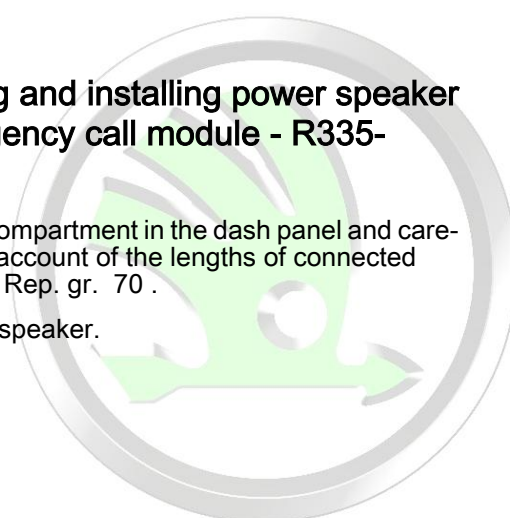 g and installing power speaker
gency call module - R335-
ompartment in the dash panel and care-
account of the lengths of connected
Rep. gr. 70 .
speaker.